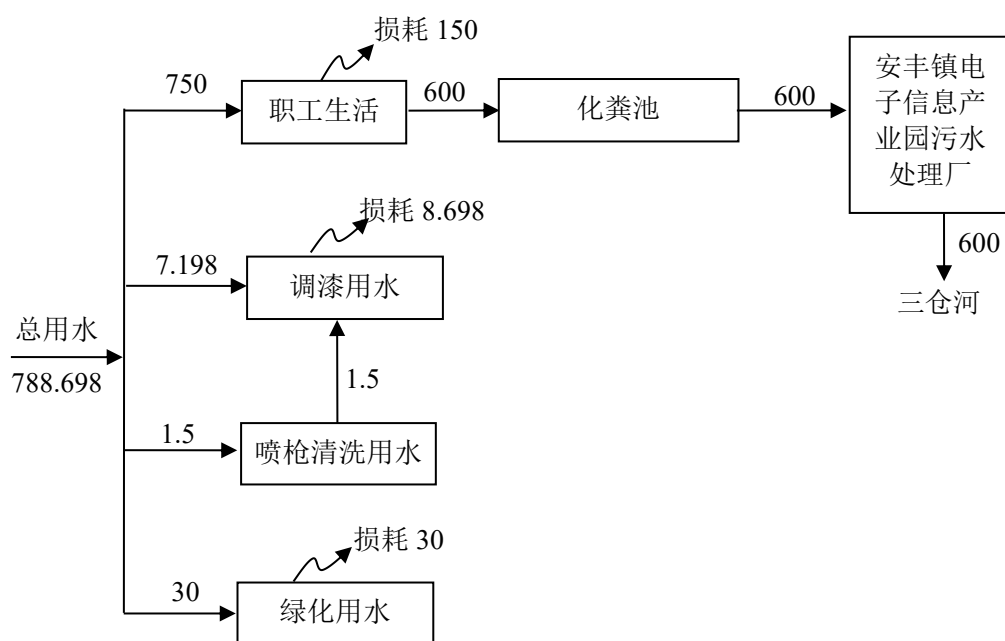 损耗 150
750
职工生活
600
化粪池
600
安丰镇电
子信息产
业园污水
处理厂
600
三仓河
损耗 8.698
7.198
调漆用水
总用水
788.698
1.5
1.5
喷枪清洗用水
损耗 30
30
绿化用水